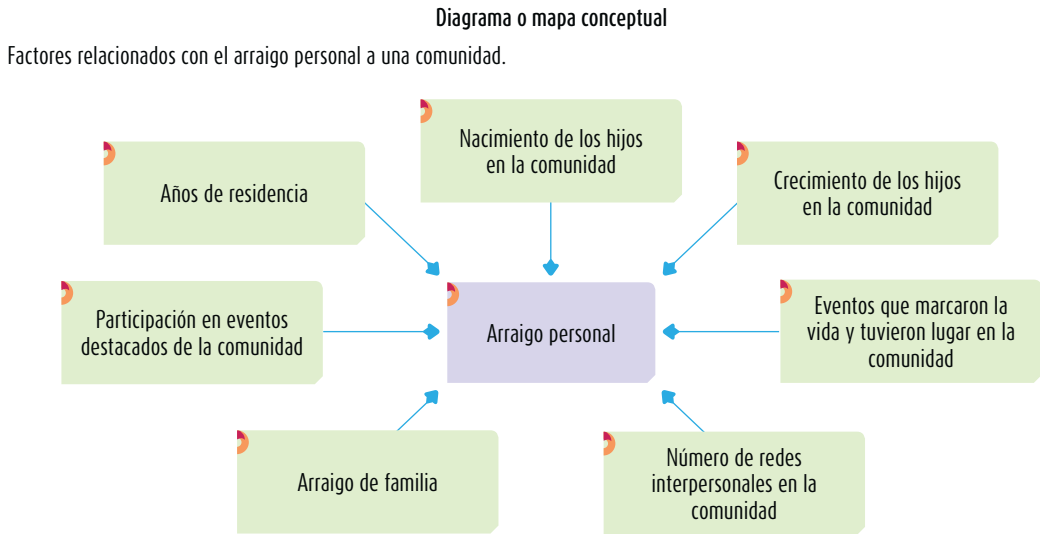 Diagrama o mapa conceptual
Factores relacionados con el arraigo personal a una comunidad.
Nacimiento de los hijos
en la comunidad
Años de residencia
Crecimiento de los hijos
en la comunidad
Participación en eventos
destacados de la comunidad
Arraigo personal
Eventos que marcaron la
vida y tuvieron lugar en la
comunidad
Arraigo de familia
Número de redes
interpersonales en la
comunidad